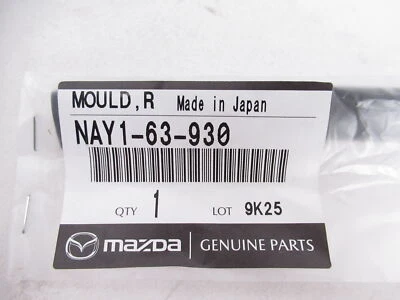 MOULD,R Made in Japan
NAY1-63-930
QTY 1 LOT 9K25
mazda GENUINE PARTS